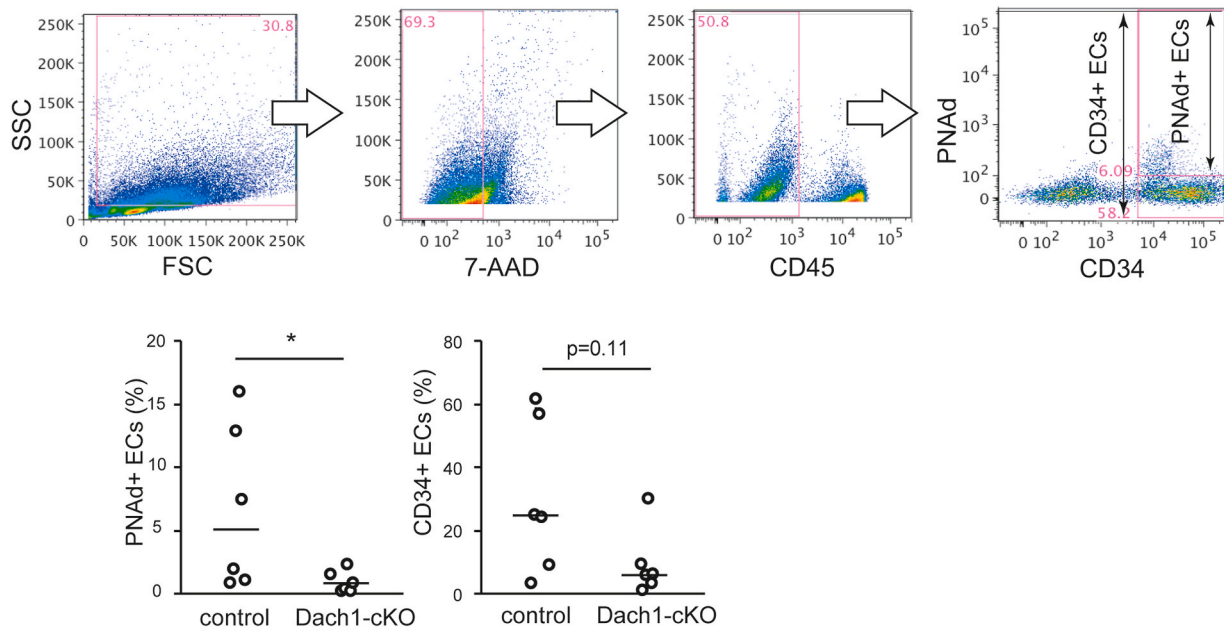 250K
200K
150K
100K
50K
0
SSC
30.8
0 50K 100K 150K 200K 250K
FSC
250K
200K
150K
100K
50K
0
69.3
0 10² 10³ 10⁴ 10⁵
7-AAD
250K
200K
150K
100K
50K
0
50.8
0 10² 10³ 10⁴ 10⁵
CD45
10⁵
10⁴
10³
10²
0
PNAd
CD34+ ECs
PNAd+ ECs
6.09
58.2
0 10² 10³ 10⁴ 10⁵
CD34
20
15
10
5
0
PNAd+ ECs (%)
*
control Dach1-cKO
80
60
40
20
0
CD34+ ECs (%)
p=0.11
control Dach1-cKO